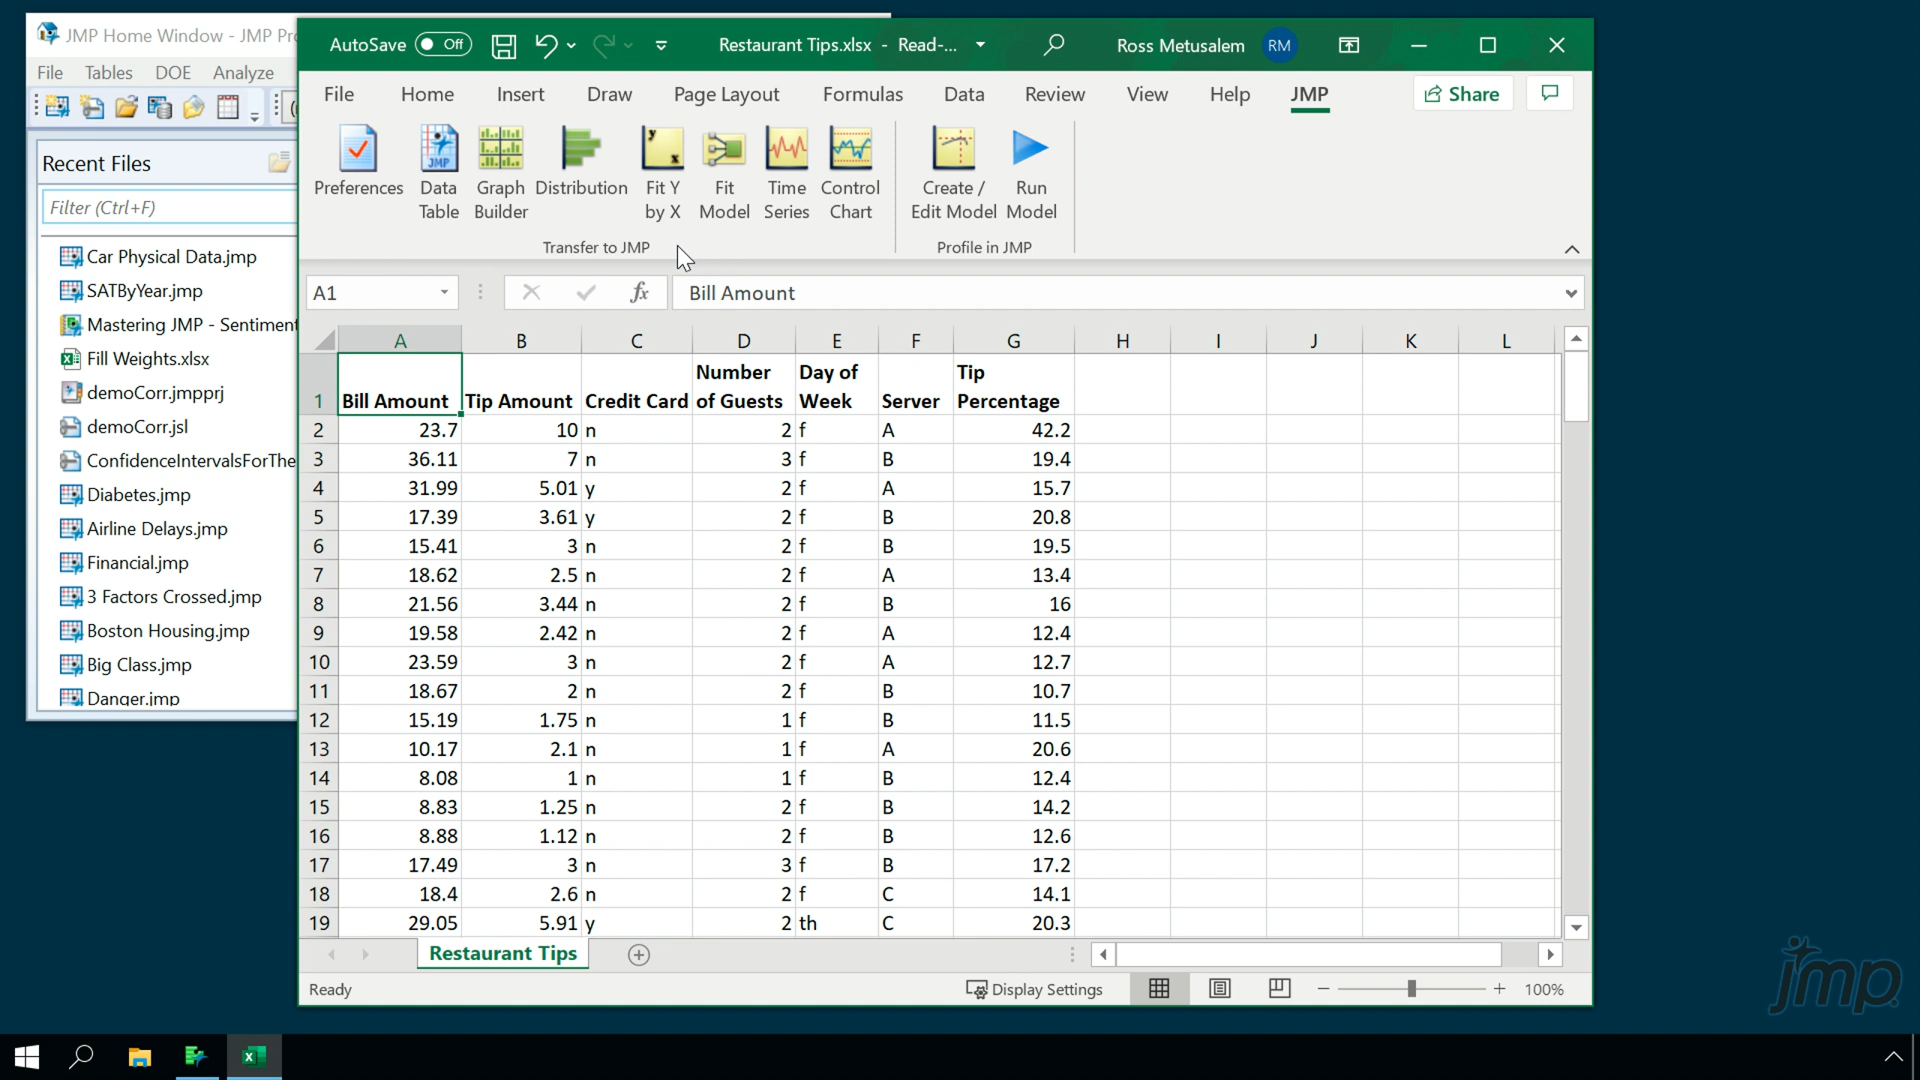 JMP Home Window - JMP Pro
File Tables DOE Analyze
Recent Files
Filter (Ctrl+F)
Car Physical Data.jmp
SATByYear.jmp
Mastering JMP - Sentiment
Fill Weights.xlsx
demoCorr.jmpprj
demoCorr.jsl
ConfidenceIntervalsForThe
Diabetes.jmp
Airline Delays.jmp
Financial.jmp
3 Factors Crossed.jmp
Boston Housing.jmp
Big Class.jmp
Danger.jmp
AutoSave Off Restaurant Tips.xlsx - Read-... Ross Metusalem RM
File Home Insert Draw Page Layout Formulas Data Review View Help JMP Share
Preferences Data Table Graph Builder Distribution Fit Y by X Fit Model Time Series Control Chart Create / Edit Model Run Model
Transfer to JMP Profile in JMP
A1 fx Bill Amount
A B C D E F G H I J K L
1 Bill Amount Tip Amount Credit Card Number of Guests Day of Week Server Tip Percentage
2 23.7 10 n 2 f A 42.2
3 36.11 7 n 3 f B 19.4
4 31.99 5.01 y 2 f A 15.7
5 17.39 3.61 y 2 f B 20.8
6 15.41 3 n 2 f B 19.5
7 18.62 2.5 n 2 f A 13.4
8 21.56 3.44 n 2 f B 16
9 19.58 2.42 n 2 f A 12.4
10 23.59 3 n 2 f A 12.7
11 18.67 2 n 2 f B 10.7
12 15.19 1.75 n 1 f B 11.5
13 10.17 2.1 n 1 f A 20.6
14 8.08 1 n 1 f B 12.4
15 8.83 1.25 n 2 f B 14.2
16 8.88 1.12 n 2 f B 12.6
17 17.49 3 n 3 f B 17.2
18 18.4 2.6 n 2 f C 14.1
19 29.05 5.91 y 2 th C 20.3
Restaurant Tips
Ready Display Settings 100%
jmp